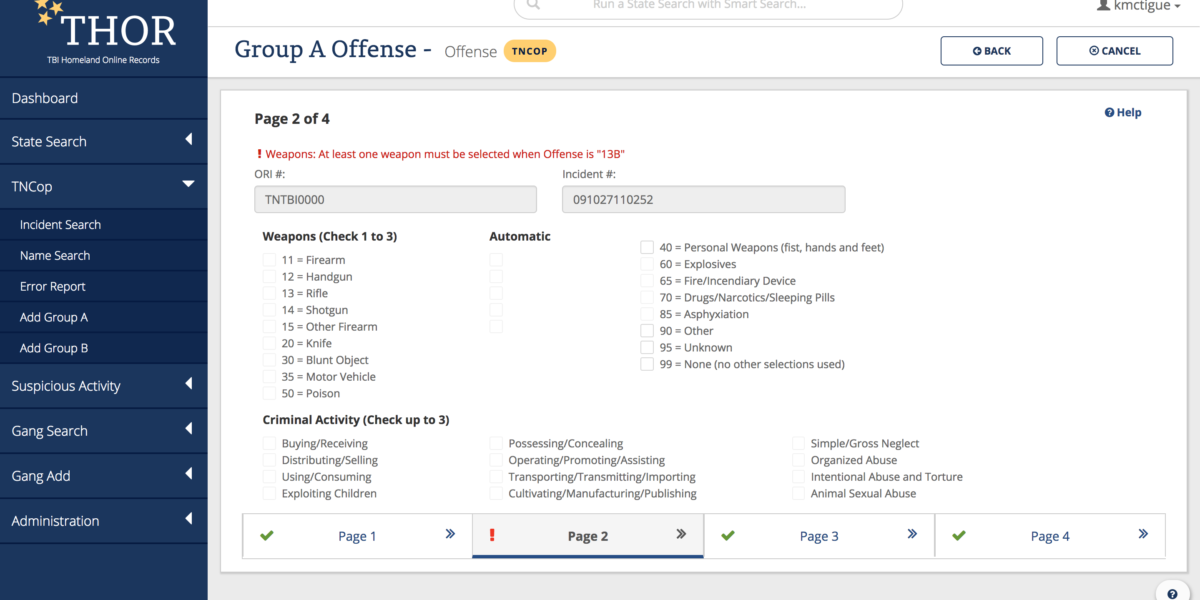 THOR
TBI Homeland Online Records
Run a State Search with Smart Search...
kmctigue
Group A Offense - Offense TNCOP
BACK
CANCEL
Dashboard
State Search
TNCop
Incident Search
Name Search
Error Report
Add Group A
Add Group B
Suspicious Activity
Gang Search
Gang Add
Administration
Page 2 of 4
? Help
! Weapons: At least one weapon must be selected when Offense is "13B"
ORI #: Incident #:
TNTBI0000 091027110252
Weapons (Check 1 to 3) Automatic
11 = Firearm
12 = Handgun
13 = Rifle
14 = Shotgun
15 = Other Firearm
20 = Knife
30 = Blunt Object
35 = Motor Vehicle
50 = Poison
40 = Personal Weapons (fist, hands and feet)
60 = Explosives
65 = Fire/Incendiary Device
70 = Drugs/Narcotics/Sleeping Pills
85 = Asphyxiation
90 = Other
95 = Unknown
99 = None (no other selections used)
Criminal Activity (Check up to 3)
Buying/Receiving
Distributing/Selling
Using/Consuming
Exploiting Children
Possessing/Concealing
Operating/Promoting/Assisting
Transporting/Transmitting/Importing
Cultivating/Manufacturing/Publishing
Simple/Gross Neglect
Organized Abuse
Intentional Abuse and Torture
Animal Sexual Abuse
Page 1 » ! Page 2 » Page 3 » Page 4 »
?